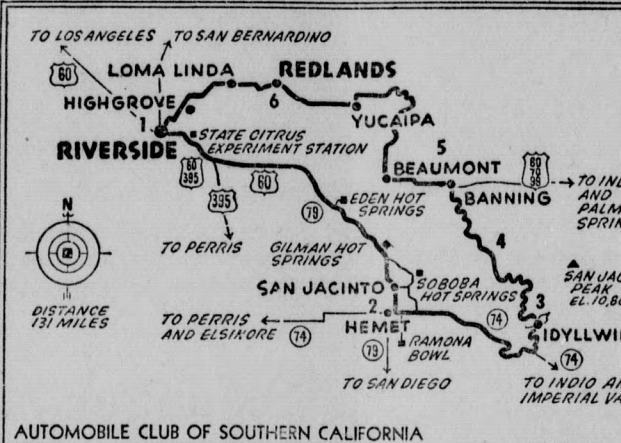 TO LOS ANGELES
TO SAN BERNARDINO
60
LOMA LINDA
REDLANDS
HIGHGROVE
6
YUCAIPA
1
STATE CITRUS
EXPERIMENT STATION
RIVERSIDE
5
BEAUMONT
60
70
99
BANNING
60
395
60
395
79
EDEN HOT
SPRINGS
N
TO PERRIS
GILMAN HOT
SPRINGS
4
SAN JACINTO
SOBOBA
HOT SPRINGS
PEAK
DISTANCE
131 MILES
TO PERRIS
AND ELSINORE
74
2
HEMET
3
74
79
RAMONA
BOWL
74
TO SAN DIEGO
AUTOMOBILE CLUB OF SOUTHERN CALIFORNIA